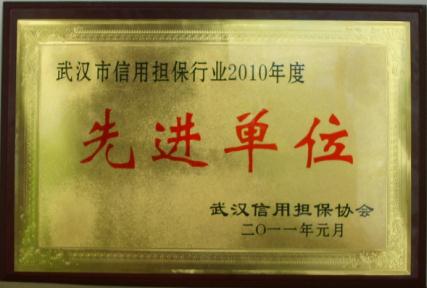 武汉市信用担保行业2010年度
先进单位
武汉信用担保协会
二〇一一年元月